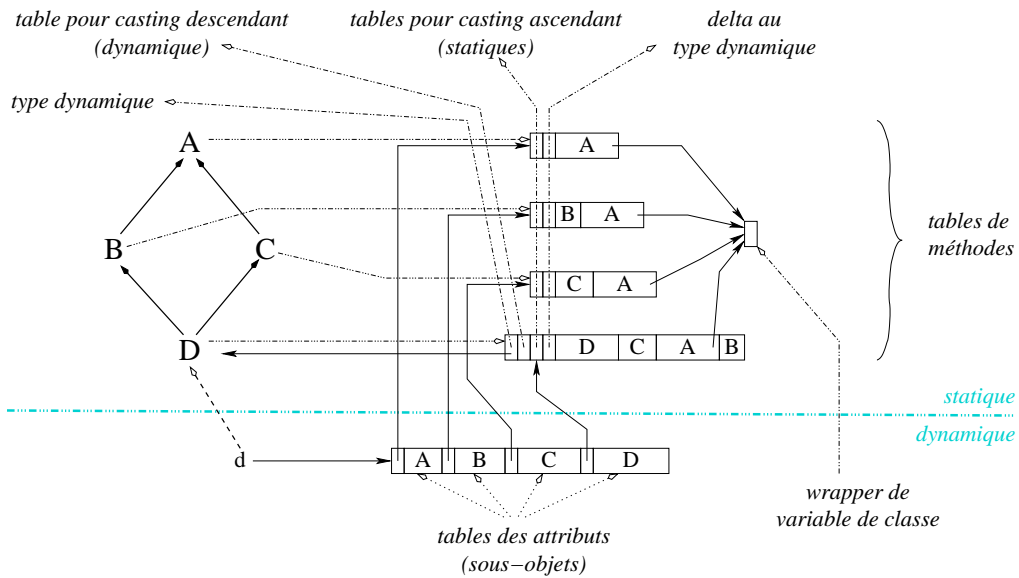 table pour casting descendant
(dynamique)
tables pour casting ascendant
(statiques)
delta au
type dynamique
type dynamique
A
A
B
B A
C
C A
tables de
méthodes
D
D C A B
statique
dynamique
d
A B C D
wrapper de
variable de classe
tables des attributs
(sous−objets)